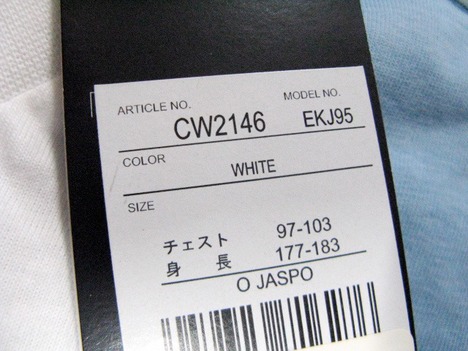 ARTICLE NO. MODEL NO.
CW2146 EKJ95
COLOR
WHITE
SIZE
チェスト 97-103
身長 177-183
O JASPO